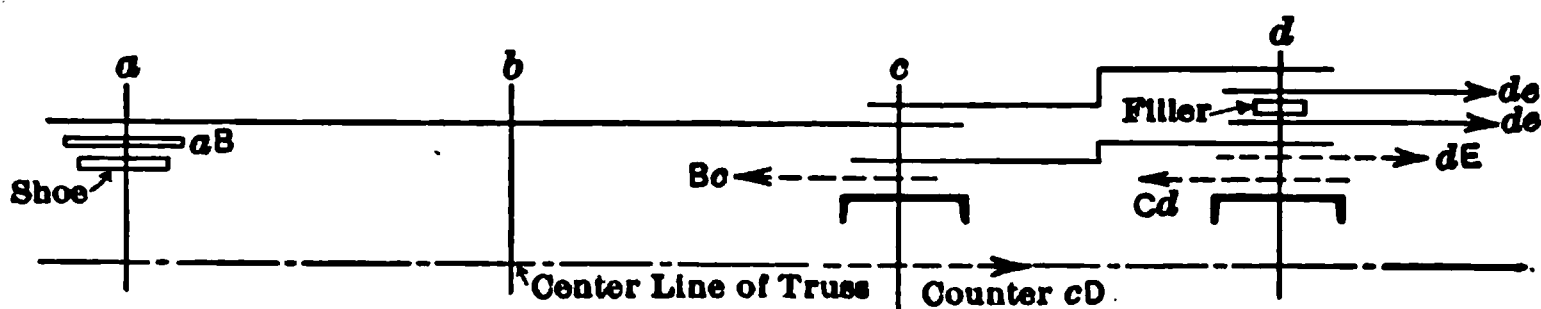 a
b
c
d
de
Filler
de
aB
dE
Bc
Shoe
Cd
Center Line of Truss
Counter cD